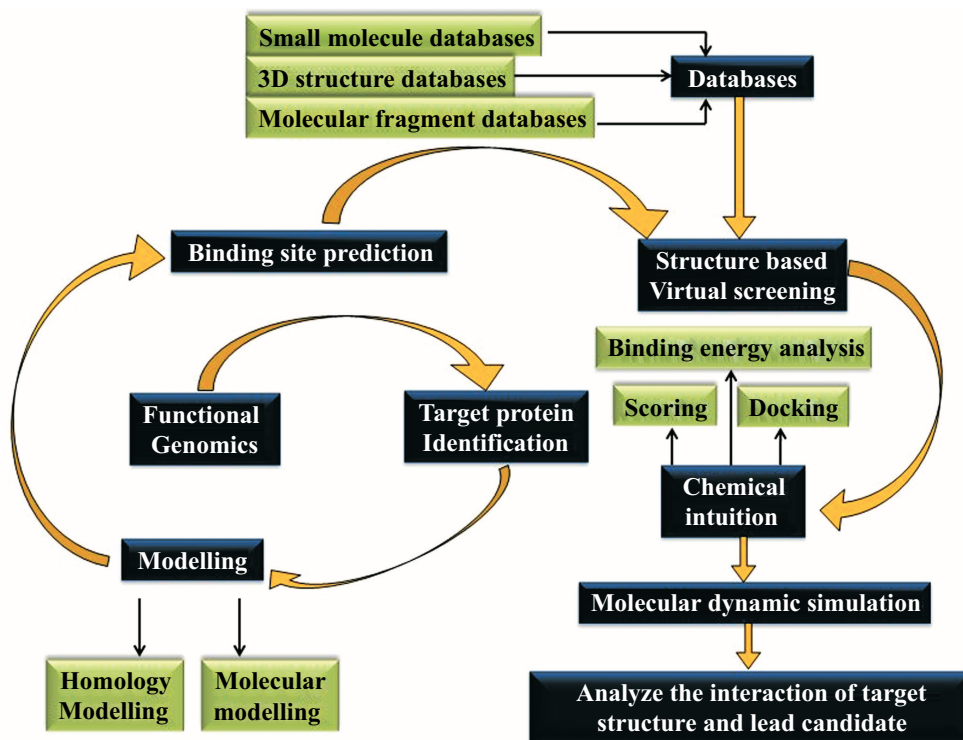 Small molecule databases
3D structure databases
Databases
Molecular fragment databases
Binding site prediction
Structure based
Virtual screening
Binding energy analysis
Functional
Genomics
Target protein
Identification
Scoring
Docking
Chemical
intuition
Modelling
Molecular dynamic simulation
Homology
Modelling
Molecular
modelling
Analyze the interaction of target
structure and lead candidate